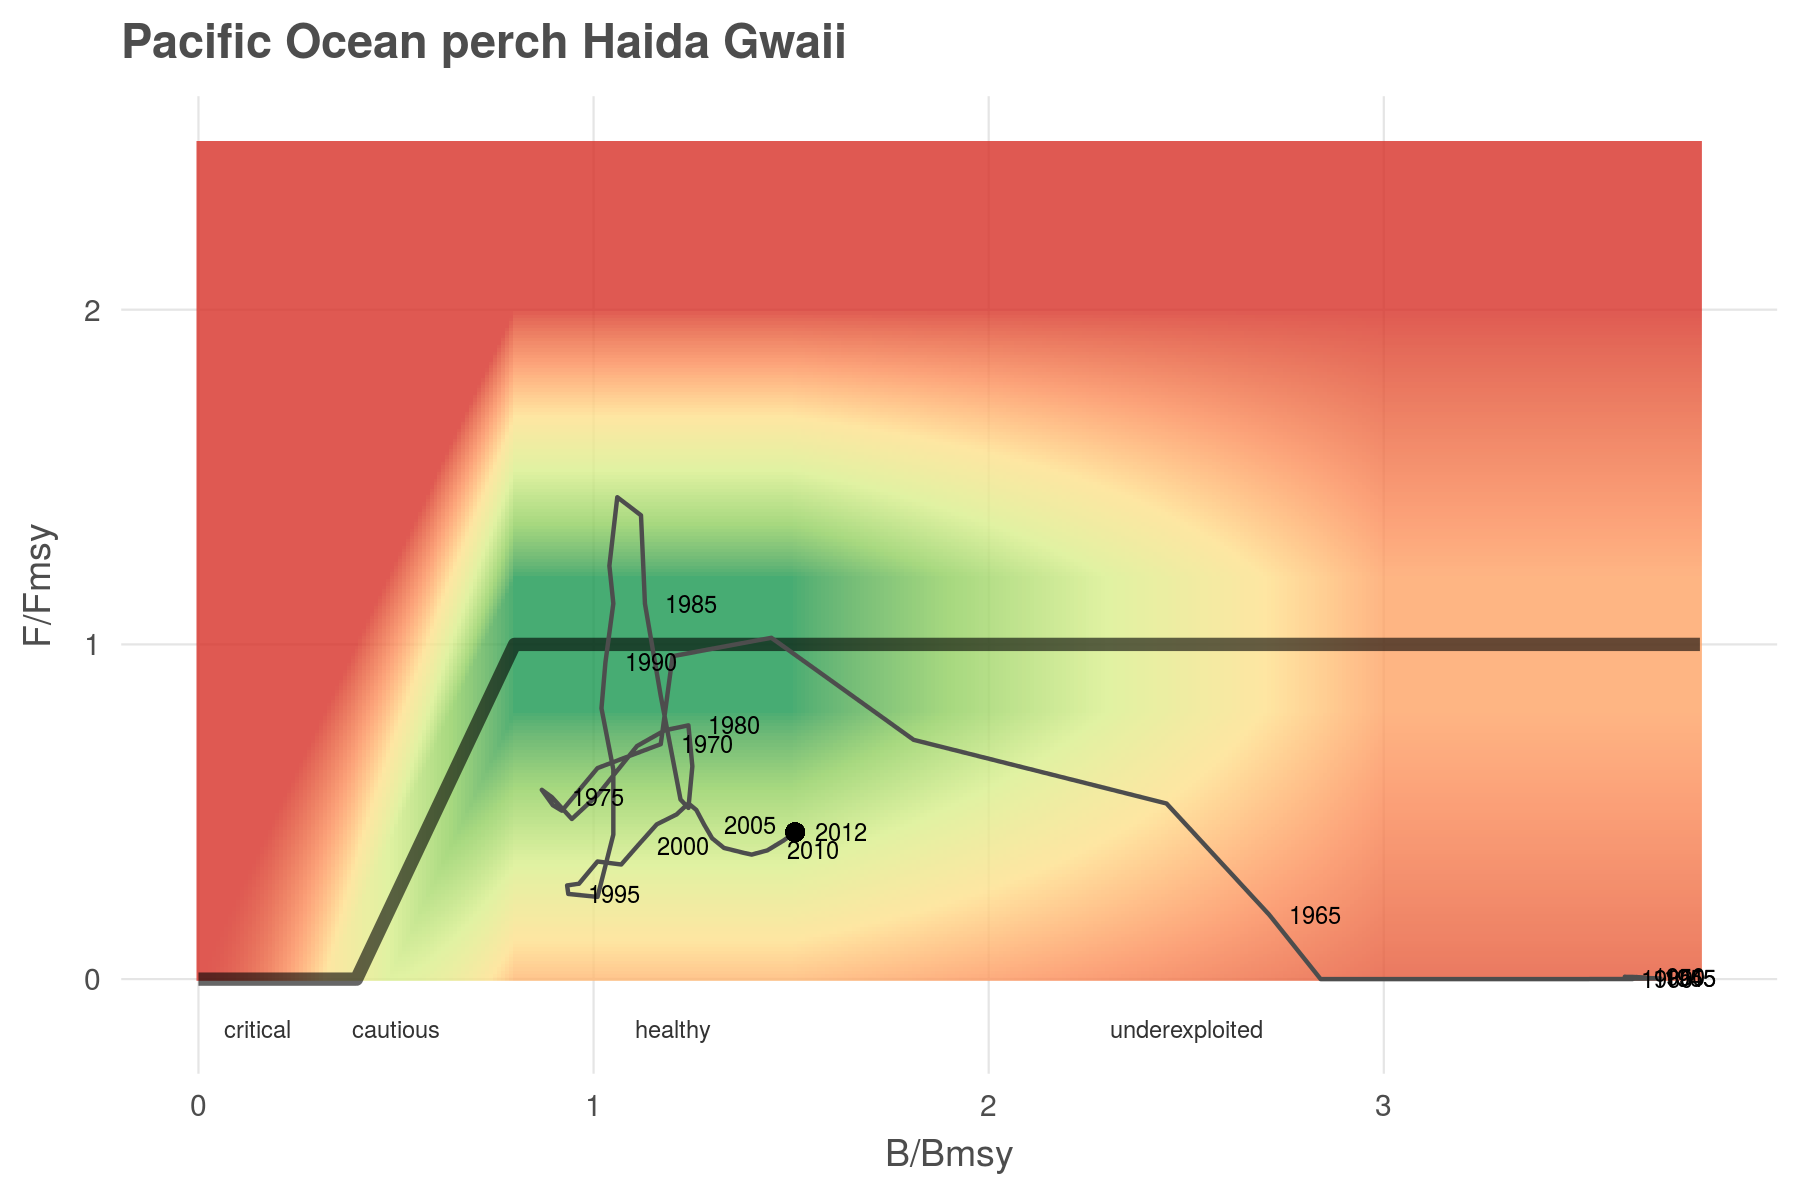 Pacific Ocean perch Haida Gwaii
2
1
0
F/Fmsy
1985
1990
1980
1970
1975
2005
2012
2000
2010
1995
1965
critical
cautious
healthy
underexploited
0
1
2
3
B/Bmsy